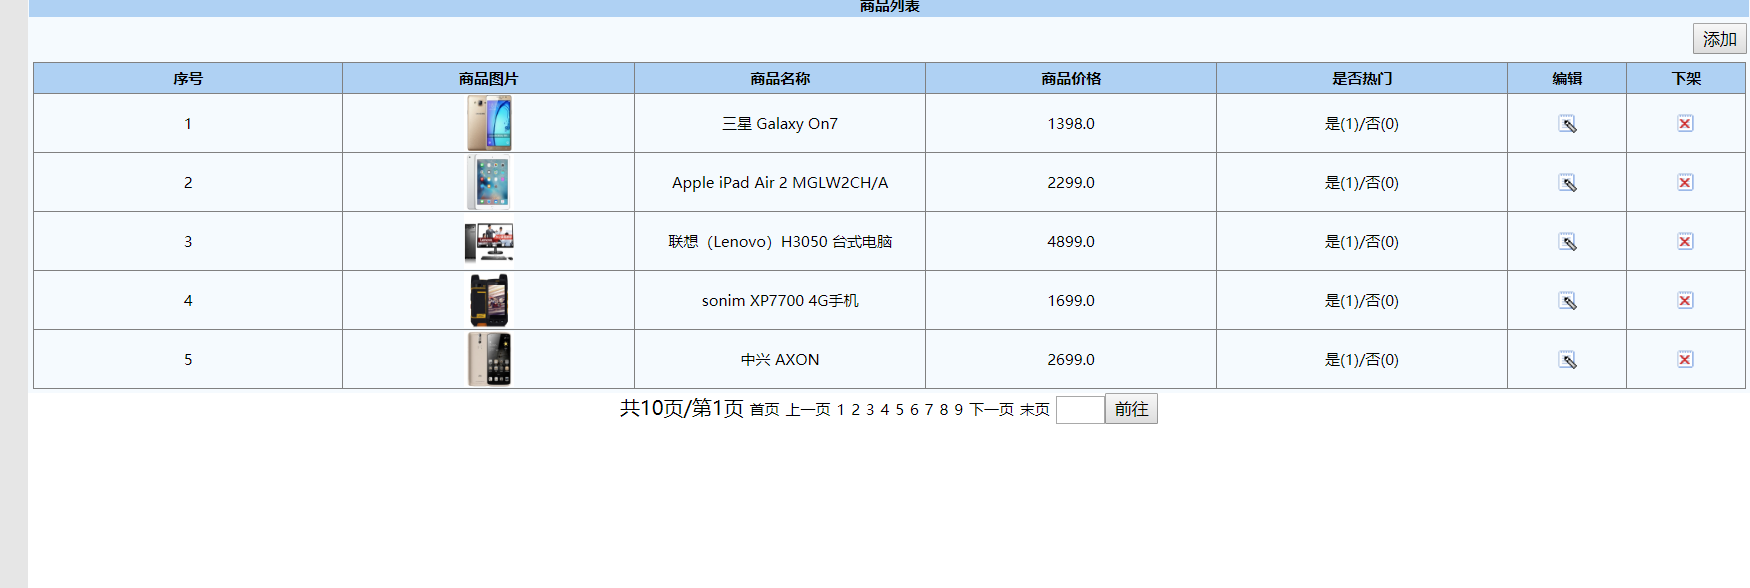 商品列表
添加
序号 商品图片 商品名称 商品价格 是否热门 编辑 下架
1 三星 Galaxy On7 1398.0 是(1)/否(0)
2 Apple iPad Air 2 MGLW2CH/A 2299.0 是(1)/否(0)
3 联想（Lenovo）H3050 台式电脑 4899.0 是(1)/否(0)
4 sonim XP7700 4G手机 1699.0 是(1)/否(0)
5 中兴 AXON 2699.0 是(1)/否(0)
共10页/第1页 首页 上一页 1 2 3 4 5 6 7 8 9 下一页 末页 前往